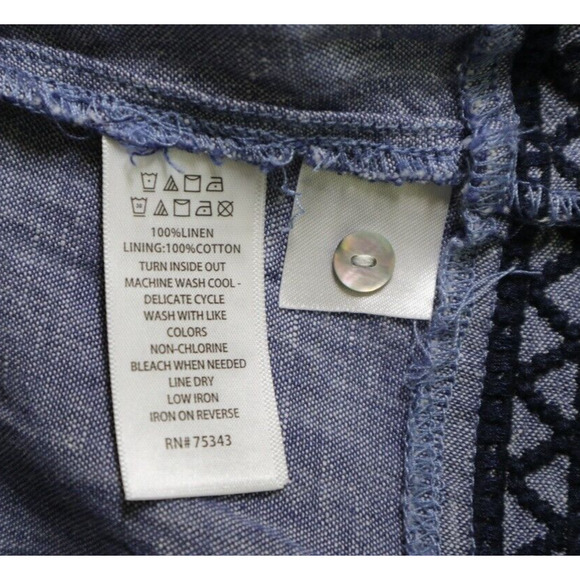 100%LINEN
LINING:100%COTTON
TURN INSIDE OUT
MACHINE WASH COOL -
DELICATE CYCLE
WASH WITH LIKE
COLORS
NON-CHLORINE
BLEACH WHEN NEEDED
LINE DRY
LOW IRON
IRON ON REVERSE
RN# 75343